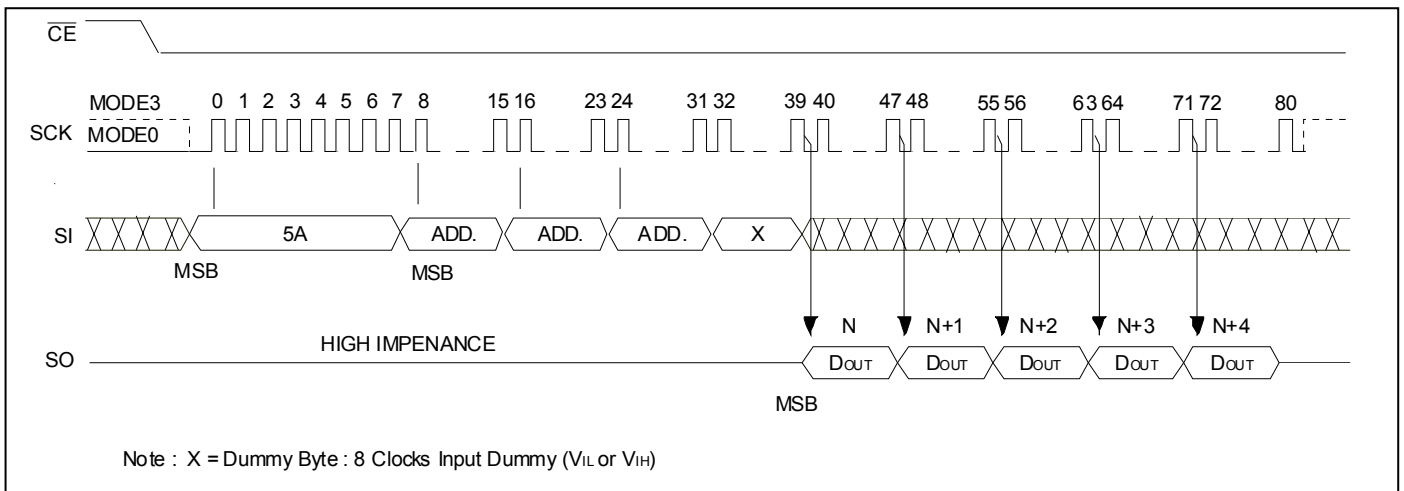 CE
MODE3 0 1 2 3 4 5 6 7 8 15 16 23 24 31 32 39 40 47 48 55 56 63 64 71 72 80
SCK MODE0
SI 5A ADD. ADD. ADD. X
MSB MSB
N N+1 N+2 N+3 N+4
HIGH IMPENANCE
SO DOUT DOUT DOUT DOUT DOUT
MSB
Note : X = Dummy Byte : 8 Clocks Input Dummy (VIL or VIH)